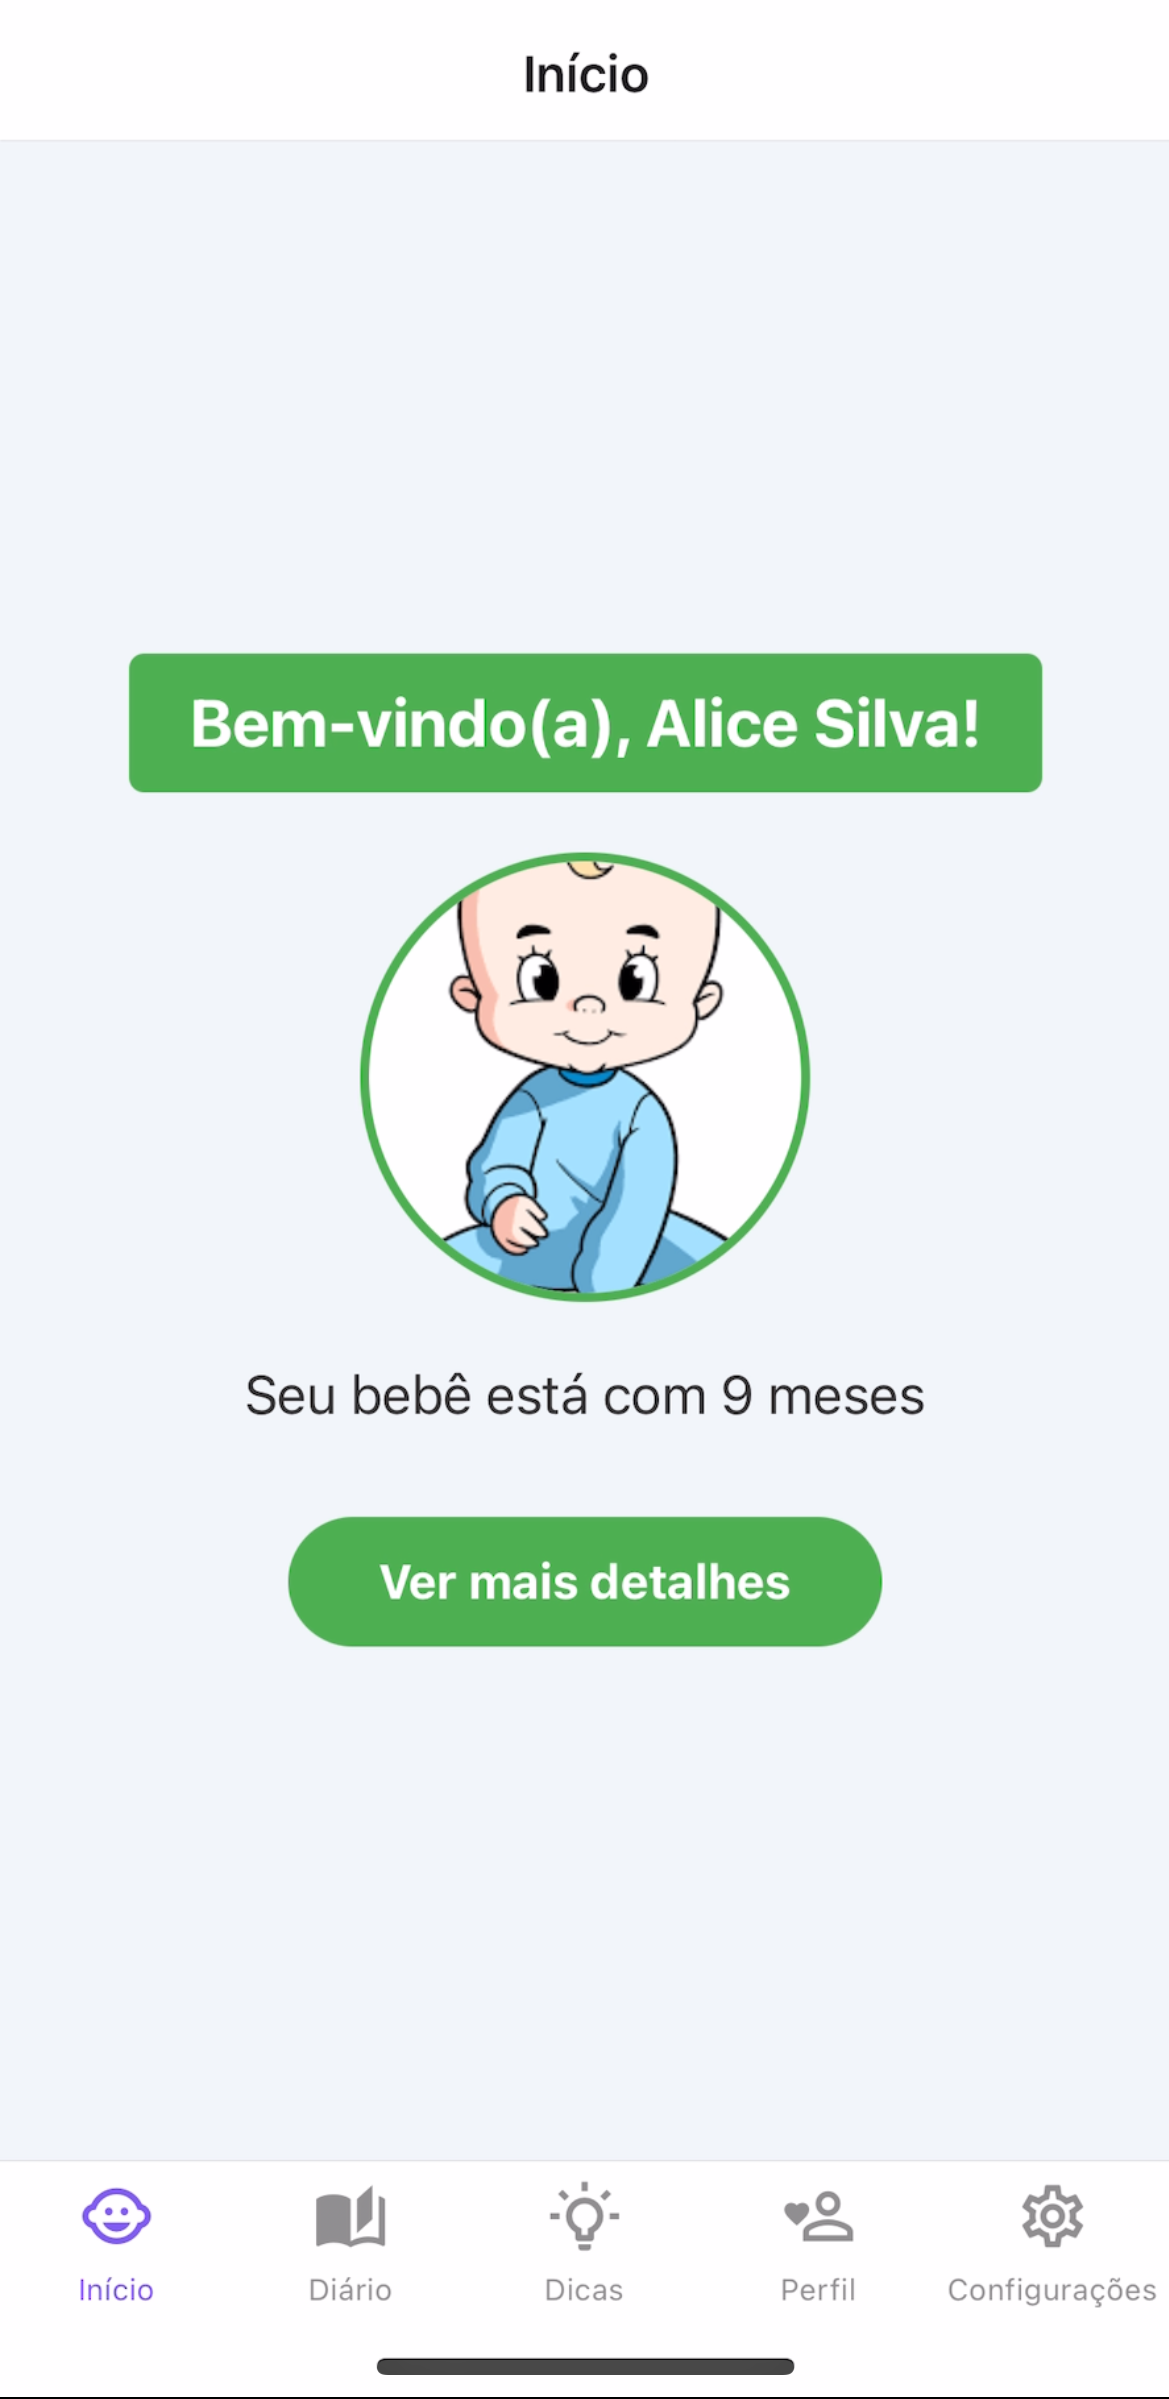 Início
Bem-vindo(a), Alice Silva!
Seu bebê está com 9 meses
Ver mais detalhes
Início
Diário
Dicas
Perfil
Configurações